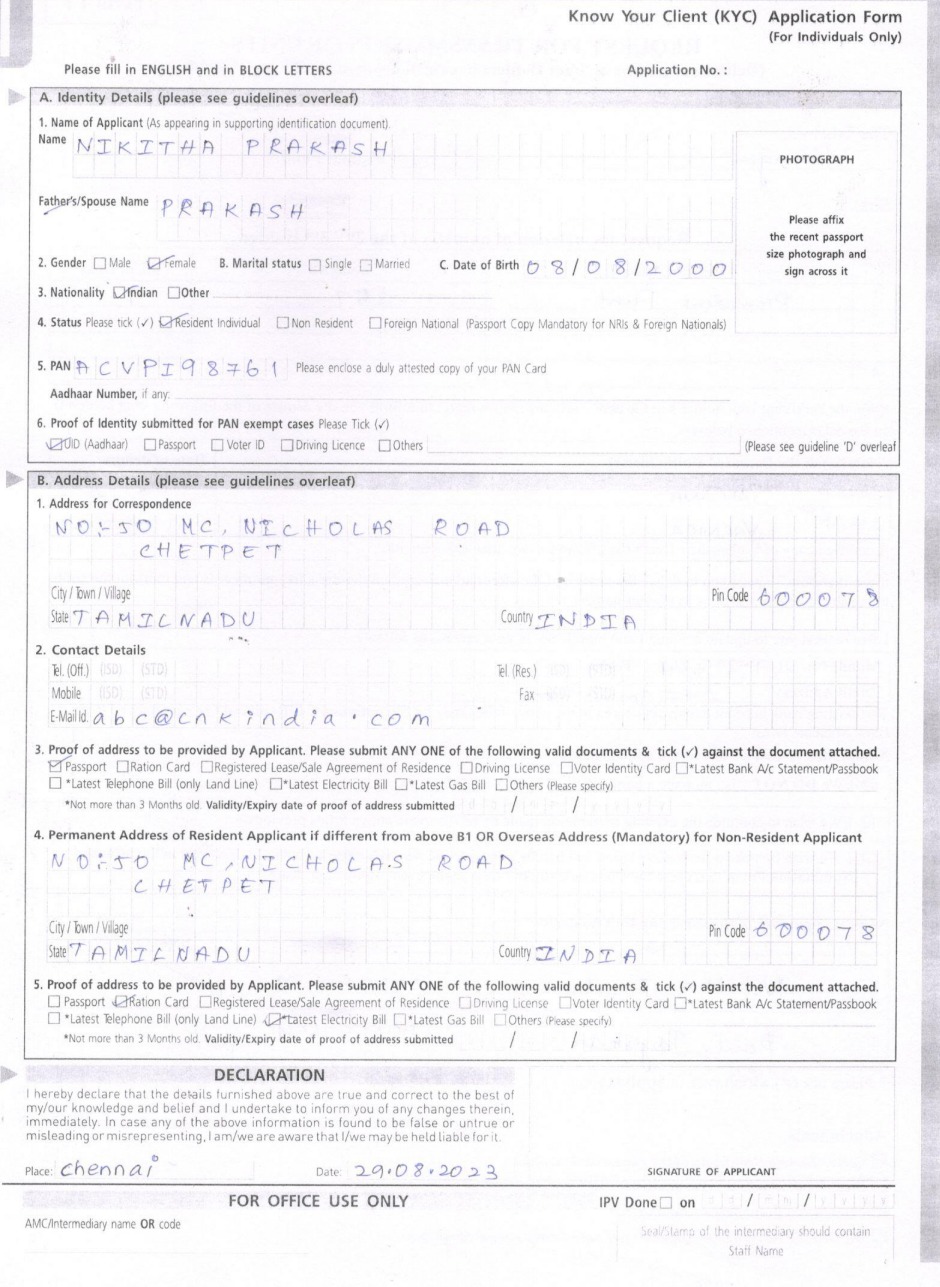 Know Your Client (KYC) Application Form
(For Individuals Only)
Please fill in ENGLISH and in BLOCK LETTERS
Application No. :
A. Identity Details (please see guidelines overleaf)
1. Name of Applicant (As appearing in supporting identification document).
Name NIKITHA PRAKASH
PHOTOGRAPH
Please affix
the recent passport
size photograph and
sign across it
Father's/Spouse Name PRAKASH
2. Gender Male Female B. Marital status Single Married C. Date of Birth 08/08/2000
3. Nationality Indian Other
4. Status Please tick (✓) Resident Individual Non Resident Foreign National (Passport Copy Mandatory for NRIs & Foreign Nationals)
5. PAN ACVPI98761 Please enclose a duly attested copy of your PAN Card
Aadhaar Number, if any:
6. Proof of Identity submitted for PAN exempt cases Please Tick (✓)
UID (Aadhaar) Passport Voter ID Driving Licence Others (Please see guideline 'D' overleaf
B. Address Details (please see guidelines overleaf)
1. Address for Correspondence
NO:-50 MC, NICHOLAS ROAD
CHETPET
City / Town / Village Pin Code 600078
State TAMILNADU Country INDIA
2. Contact Details
Tel. (Off.) (ISD) (STD) Tel. (Res.)
Mobile (ISD) (STD) Fax
E-Mail Id. abc@cnkindia.com
3. Proof of address to be provided by Applicant. Please submit ANY ONE of the following valid documents & tick (✓) against the document attached.
Passport Ration Card Registered Lease/Sale Agreement of Residence Driving License Voter Identity Card *Latest Bank A/c Statement/Passbook
*Latest Telephone Bill (only Land Line) *Latest Electricity Bill *Latest Gas Bill Others (Please specify)
*Not more than 3 Months old. Validity/Expiry date of proof of address submitted / /
4. Permanent Address of Resident Applicant if different from above B1 OR Overseas Address (Mandatory) for Non-Resident Applicant
NO:-50 MC, NICHOLAS ROAD
CHETPET
City / Town / Village Pin Code 600078
State TAMILNADU Country INDIA
5. Proof of address to be provided by Applicant. Please submit ANY ONE of the following valid documents & tick (✓) against the document attached.
Passport Ration Card Registered Lease/Sale Agreement of Residence Driving License Voter Identity Card *Latest Bank A/c Statement/Passbook
*Latest Telephone Bill (only Land Line) *Latest Electricity Bill *Latest Gas Bill Others (Please specify)
*Not more than 3 Months old. Validity/Expiry date of proof of address submitted / /
DECLARATION
I hereby declare that the details furnished above are true and correct to the best of
my/our knowledge and belief and I undertake to inform you of any changes therein,
immediately. In case any of the above information is found to be false or untrue or
misleading or misrepresenting, I am/we are aware that I/we may be held liable for it.
Place: chennai Date: 29.08.2023 SIGNATURE OF APPLICANT
FOR OFFICE USE ONLY IPV Done on / /
AMC/Intermediary name OR code
Seal/Stamp of the intermediary should contain
Staff Name